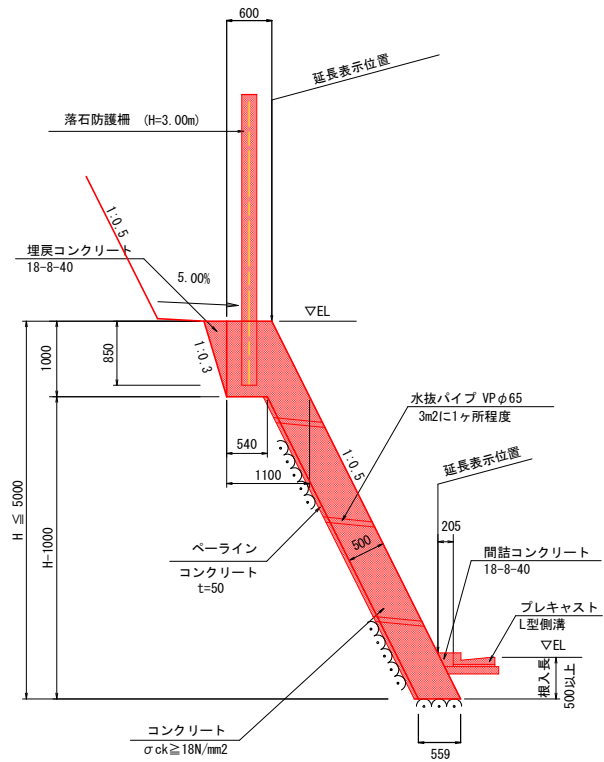 600
延長表示位置
落石防護柵 (H=3.00m)
1:0.5
埋戻コンクリート
18-8-40
5.00%
▽EL
1000
850
1:0.3
水抜パイプ VPφ65
3m2に1ヶ所程度
540
1100
1:0.5
延長表示位置
H ≦ 5000
H-1000
205
ペーライン
コンクリート
t=50
500
間詰コンクリート
18-8-40
プレキャスト
L型側溝
▽EL
根入長
500以上
コンクリート
σck≧18N/mm2
559